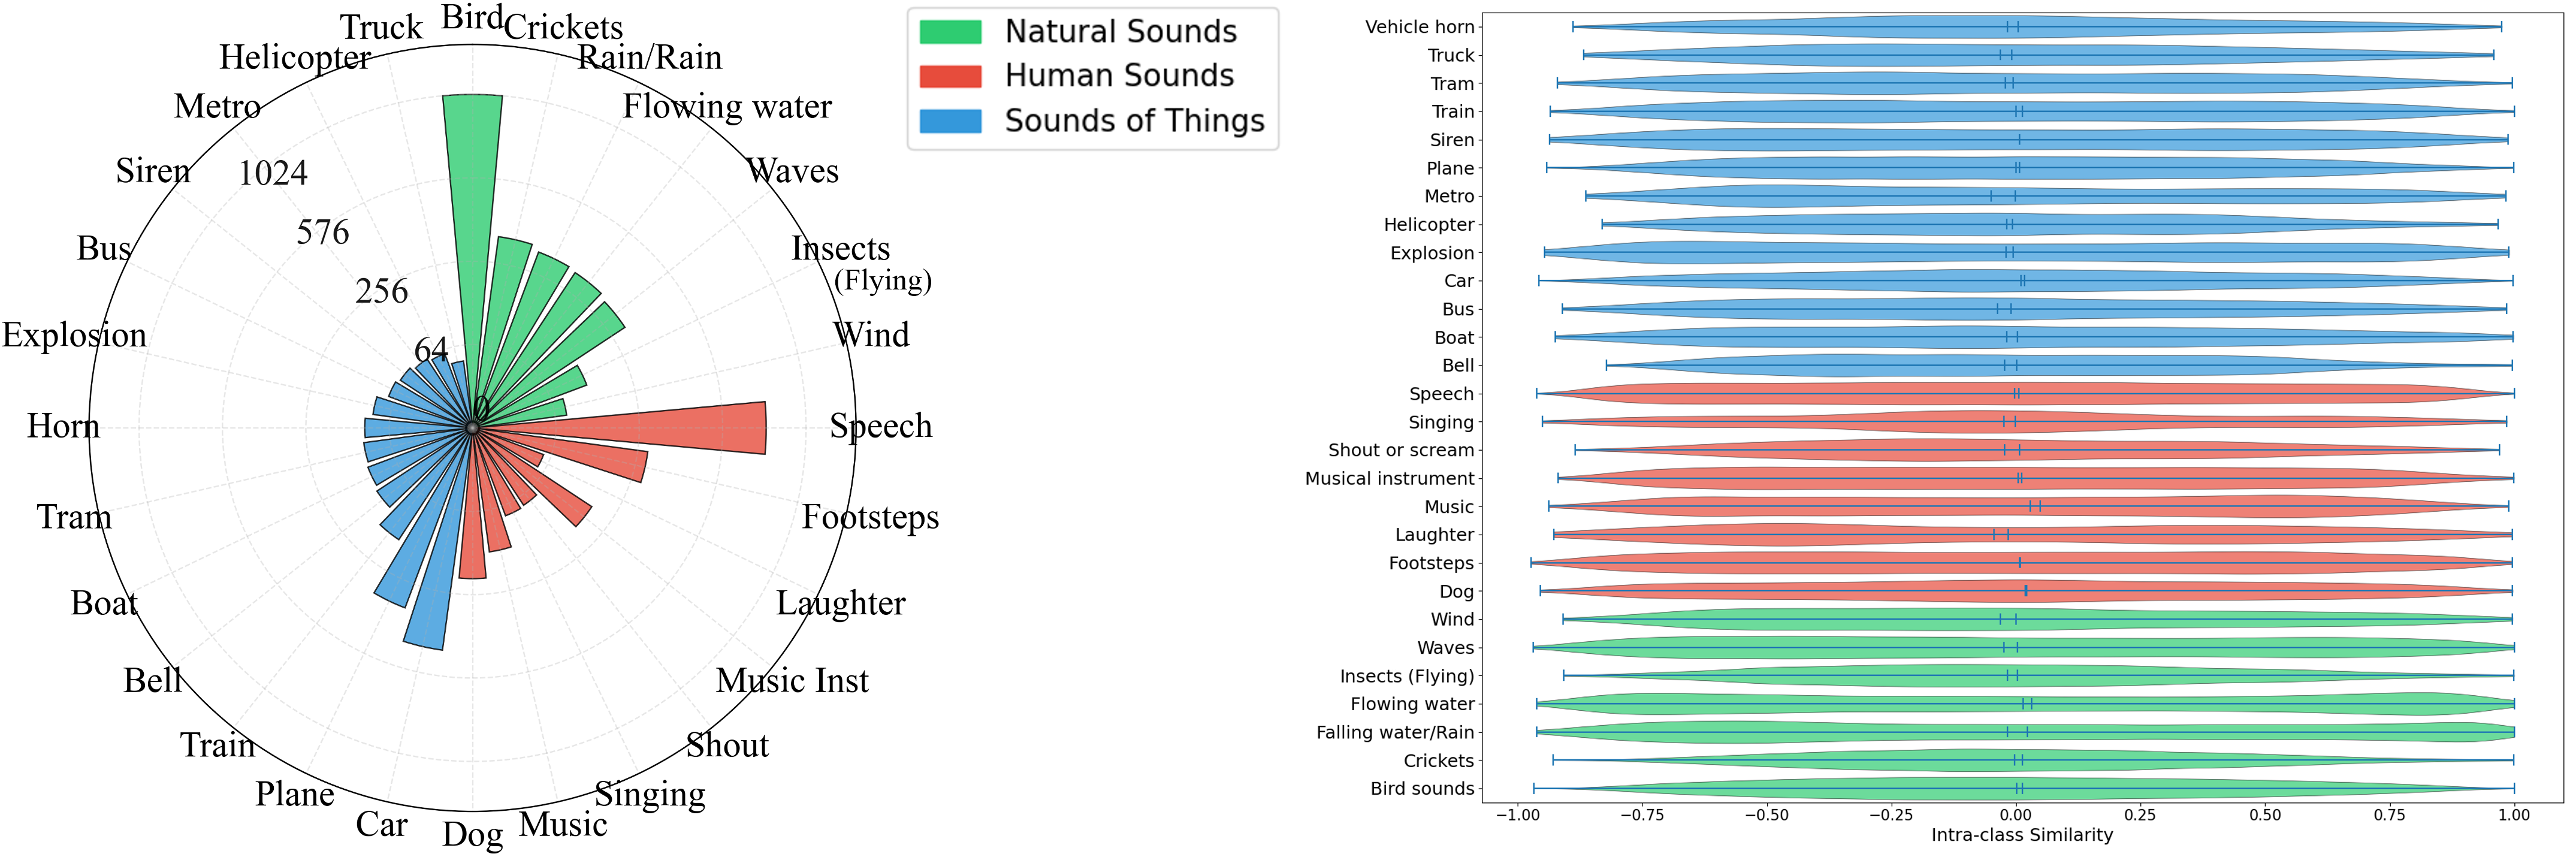 Bird
Crickets
Rain/Rain
Flowing water
Waves
Insects
(Flying)
Wind
Speech
Footsteps
Laughter
Music Inst
Shout
Singing
Music
Dog
Car
Plane
Train
Bell
Boat
Tram
Horn
Explosion
Bus
Siren
Metro
Helicopter
Truck
1024
576
256
64
0
Natural Sounds
Human Sounds
Sounds of Things
Vehicle horn
Truck
Tram
Train
Siren
Plane
Metro
Helicopter
Explosion
Car
Bus
Boat
Bell
Speech
Singing
Shout or scream
Musical instrument
Music
Laughter
Footsteps
Dog
Wind
Waves
Insects (Flying)
Flowing water
Falling water/Rain
Crickets
Bird sounds
−1.00 −0.75 −0.50 −0.25 0.00 0.25 0.50 0.75 1.00
Intra-class Similarity